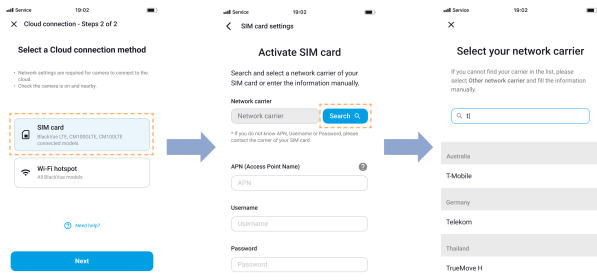 Service 19:02
Cloud connection - Steps 2 of 2
Select a Cloud connection method
• Network settings are required for camera to connect to the
cloud.
• Check the camera is on and nearby.
SIM card
BlackVue LTE, CM100GLTE, CM100LTE
connected models
Wi-Fi hotspot
All BlackVue models
Need help?
Next
Service 19:02
SIM card settings
Activate SIM card
Search and select a network carrier of your
SIM card or enter the information manually.
Network carrier
Network carrier Search
* If you do not know APN, Username or Password, please
contact the carrier of your SIM card.
APN (Access Point Name) ?
APN
Username
Username
Password
Password
Service 19:02
Select your network carrier
If you cannot find your carrier in the list, please
select Other network carrier and fill the information
manually.
t
Australia
T-Mobile
Germany
Telekom
Thailand
TrueMove H